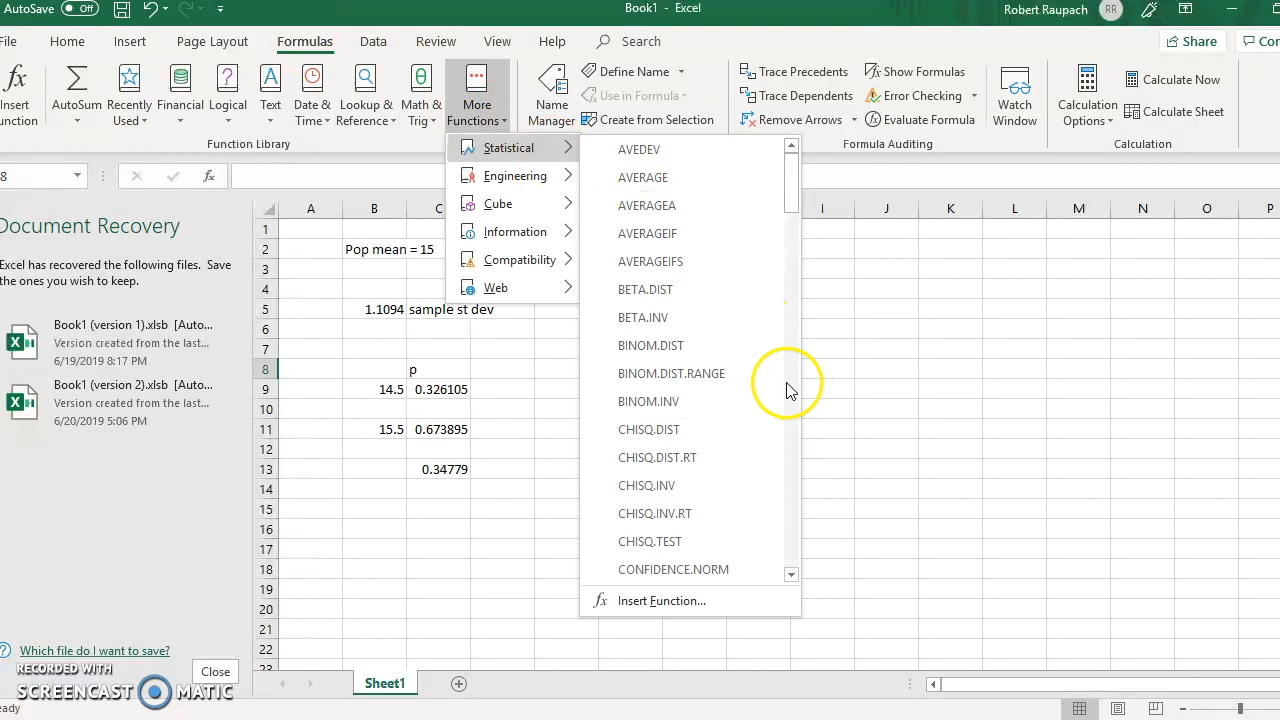 AutoSave Off
Book1 - Excel
Robert Raupach RR
File Home Insert Page Layout Formulas Data Review View Help Search
Share
Insert Function
AutoSum
Recently Used
Financial
Logical
Text
Date & Time
Lookup & Reference
Math & Trig
More Functions
Name Manager
Define Name
Use in Formula
Create from Selection
Trace Precedents
Trace Dependents
Remove Arrows
Show Formulas
Error Checking
Evaluate Formula
Watch Window
Calculation Options
Calculate Now
Calculate Sheet
Function Library
Formula Auditing
Calculation
Statistical
Engineering
Cube
Information
Compatibility
Web
AVEDEV
AVERAGE
AVERAGEA
AVERAGEIF
AVERAGEIFS
BETA.DIST
BETA.INV
BINOM.DIST
BINOM.DIST.RANGE
BINOM.INV
CHISQ.DIST
CHISQ.DIST.RT
CHISQ.INV
CHISQ.INV.RT
CHISQ.TEST
CONFIDENCE.NORM
fx Insert Function...
8
fx
Document Recovery
Excel has recovered the following files. Save
the ones you wish to keep.
Book1 (version 1).xlsb [Auto...
Version created from the last...
6/19/2019 8:17 PM
Book1 (version 2).xlsb [Auto...
Version created from the last...
6/20/2019 5:06 PM
Which file do I want to save?
Close
RECORDED WITH
SCREENCAST MATIC
A B C I J K L M N O P
1
2 Pop mean = 15
3
4
5 1.1094 sample st dev
6
7
8 p
9 14.5 0.326105
10
11 15.5 0.673895
12
13 0.34779
14
15
16
17
18
19
20
21
22
23
Sheet1